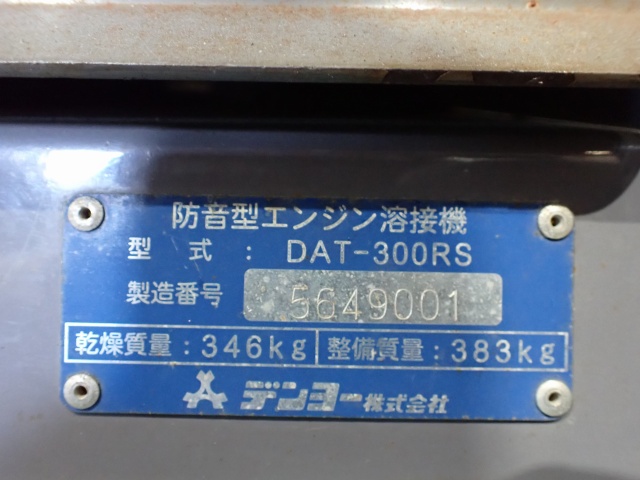 防音型エンジン溶接機
型 式 : DAT-300RS
製造番号 5649001
乾燥質量:346kg 整備質量:383kg
デンヨー株式会社